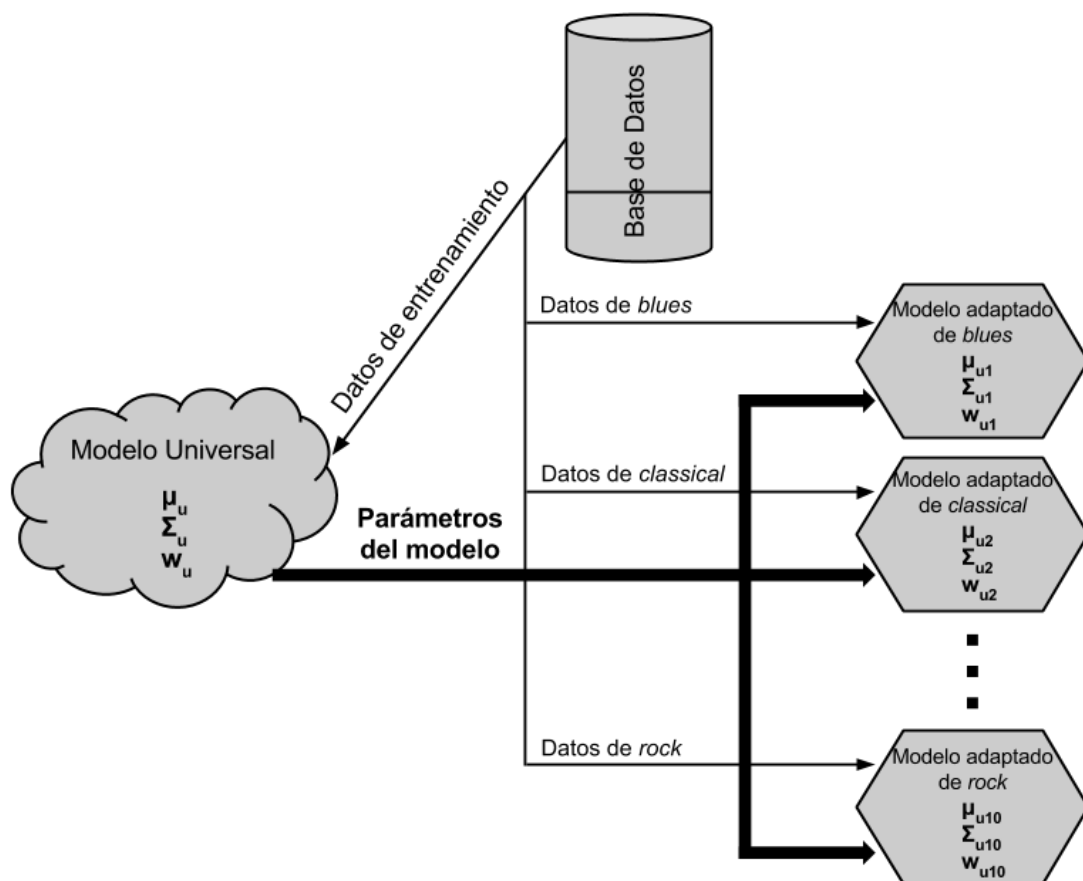 Base de Datos
Datos de entrenamiento
Datos de blues
Modelo adaptado
de blues
μu1
Σu1
wu1
Modelo Universal
μu
Σu
wu
Parámetros
del modelo
Datos de classical
Modelo adaptado
de classical
μu2
Σu2
wu2
Datos de rock
Modelo adaptado
de rock
μu10
Σu10
wu10